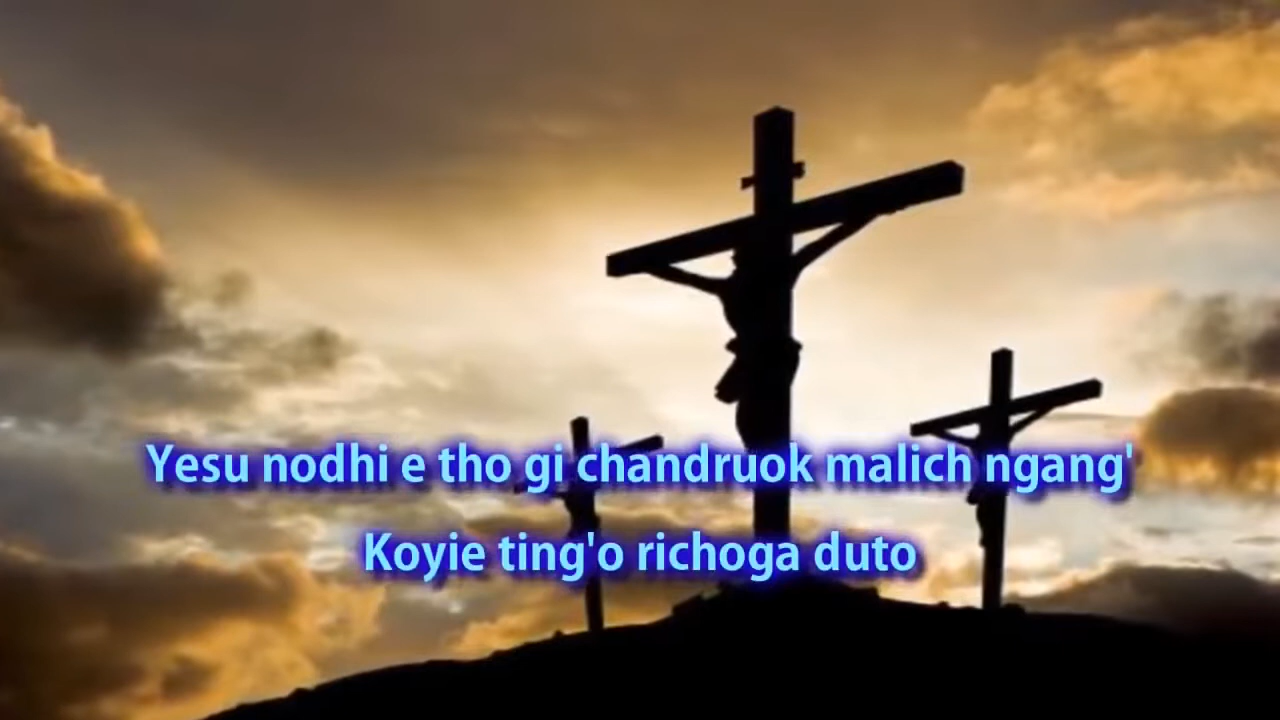 Yesu nodhi e tho gi chandruok malich ngang'
Koyie ting'o richoga duto